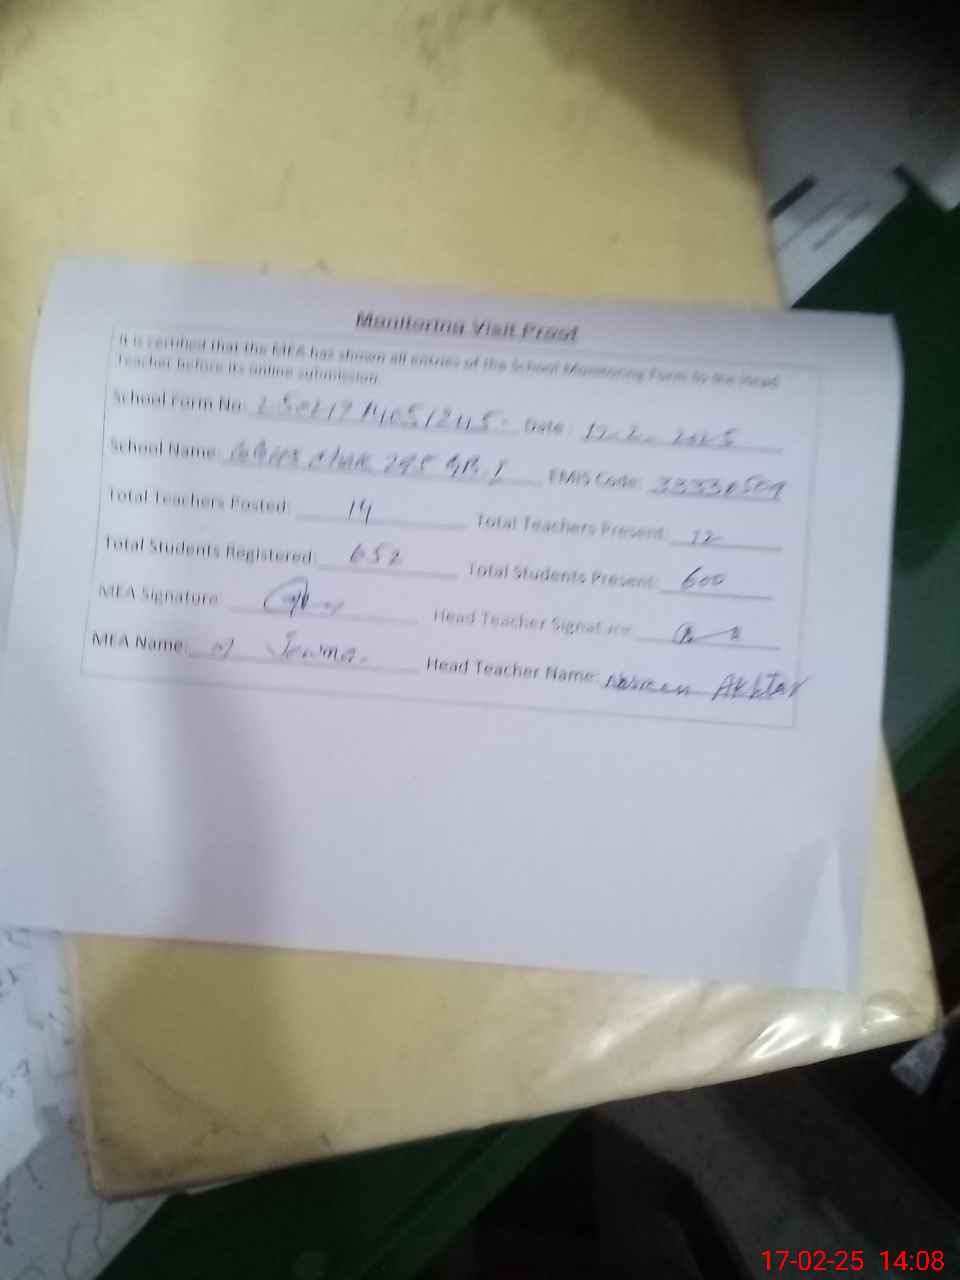 Monitoring Visit Proof
It is certified that the MEA has shown all entries of the School Monitoring Form to the Head
Teacher before its online submission.
School Form No: Date: 17-2-2025
School Name: 295 EMIS Code:
Total Teachers Posted: 14 Total Teachers Present: 12
Total Students Registered: 652 Total Students Present: 600
MEA Signature Head Teacher Signature
MEA Name: Head Teacher Name: Akhtar
17-02-25 14:08